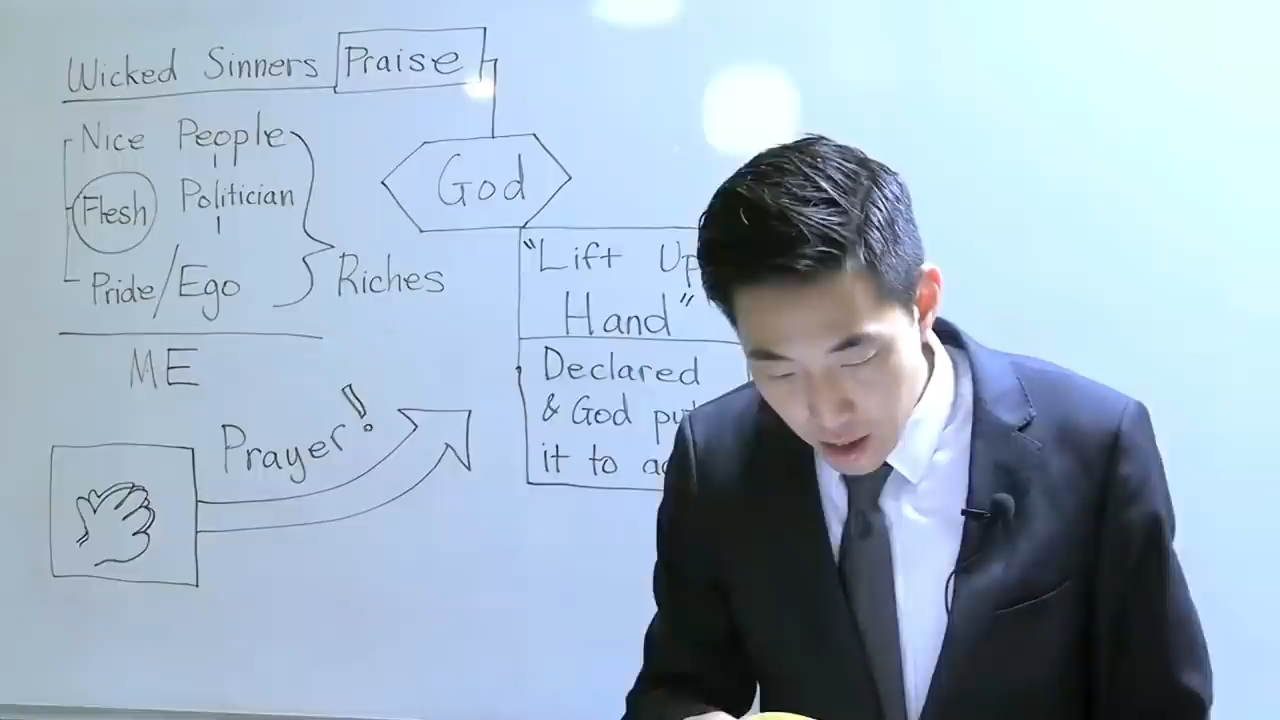 Wicked Sinners Praise
Nice People
Flesh Politician
Pride/Ego
Riches
ME
Prayer!
God
"Lift Up
Hand"
Declared
& God
it to